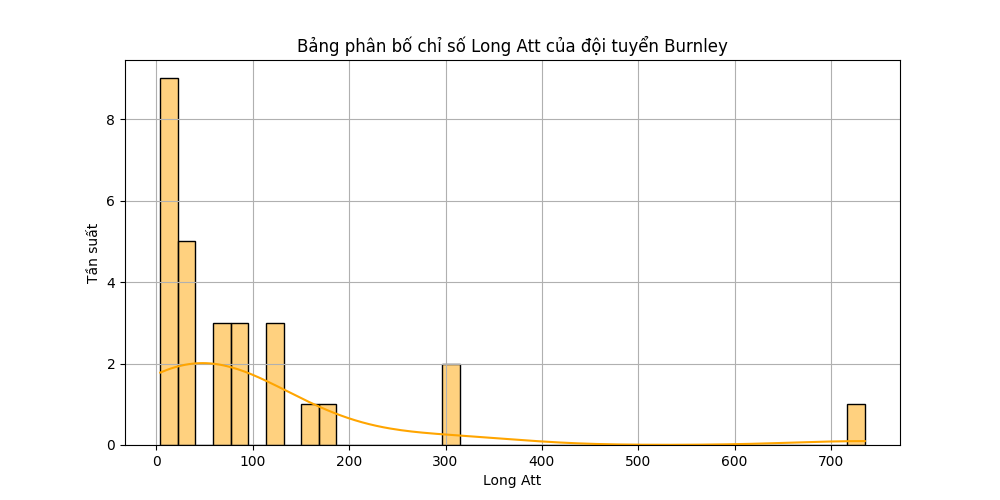 Bảng phân bố chỉ số Long Att của đội tuyển Burnley
Tần suất
8
6
4
2
0
0 100 200 300 400 500 600 700
Long Att